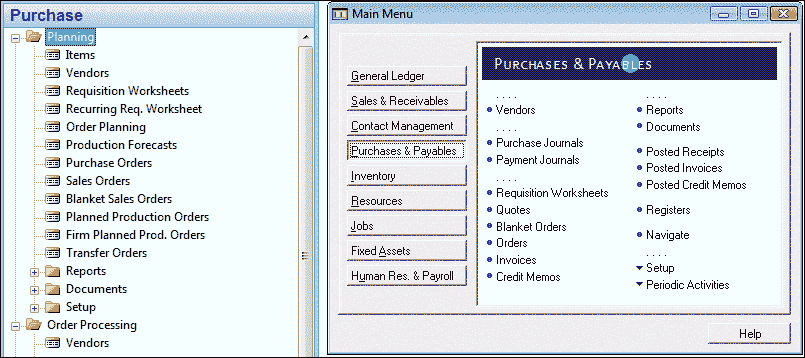 Purchase
Planning
Items
Vendors
Requisition Worksheets
Recurring Req. Worksheet
Order Planning
Production Forecasts
Purchase Orders
Sales Orders
Blanket Sales Orders
Planned Production Orders
Firm Planned Prod. Orders
Transfer Orders
Reports
Documents
Setup
Order Processing
Vendors
Main Menu
General Ledger
Sales & Receivables
Contact Management
Purchases & Payables
Inventory
Resources
Jobs
Fixed Assets
Human Res. & Payroll
PURCHASES & PAYABLES
. . . .
Vendors
. . . .
Purchase Journals
Payment Journals
. . . .
Requisition Worksheets
Quotes
Blanket Orders
Orders
Invoices
Credit Memos
. . . .
Reports
Documents
Posted Receipts
Posted Invoices
Posted Credit Memos
Registers
Navigate
. . . .
Setup
Periodic Activities
Help